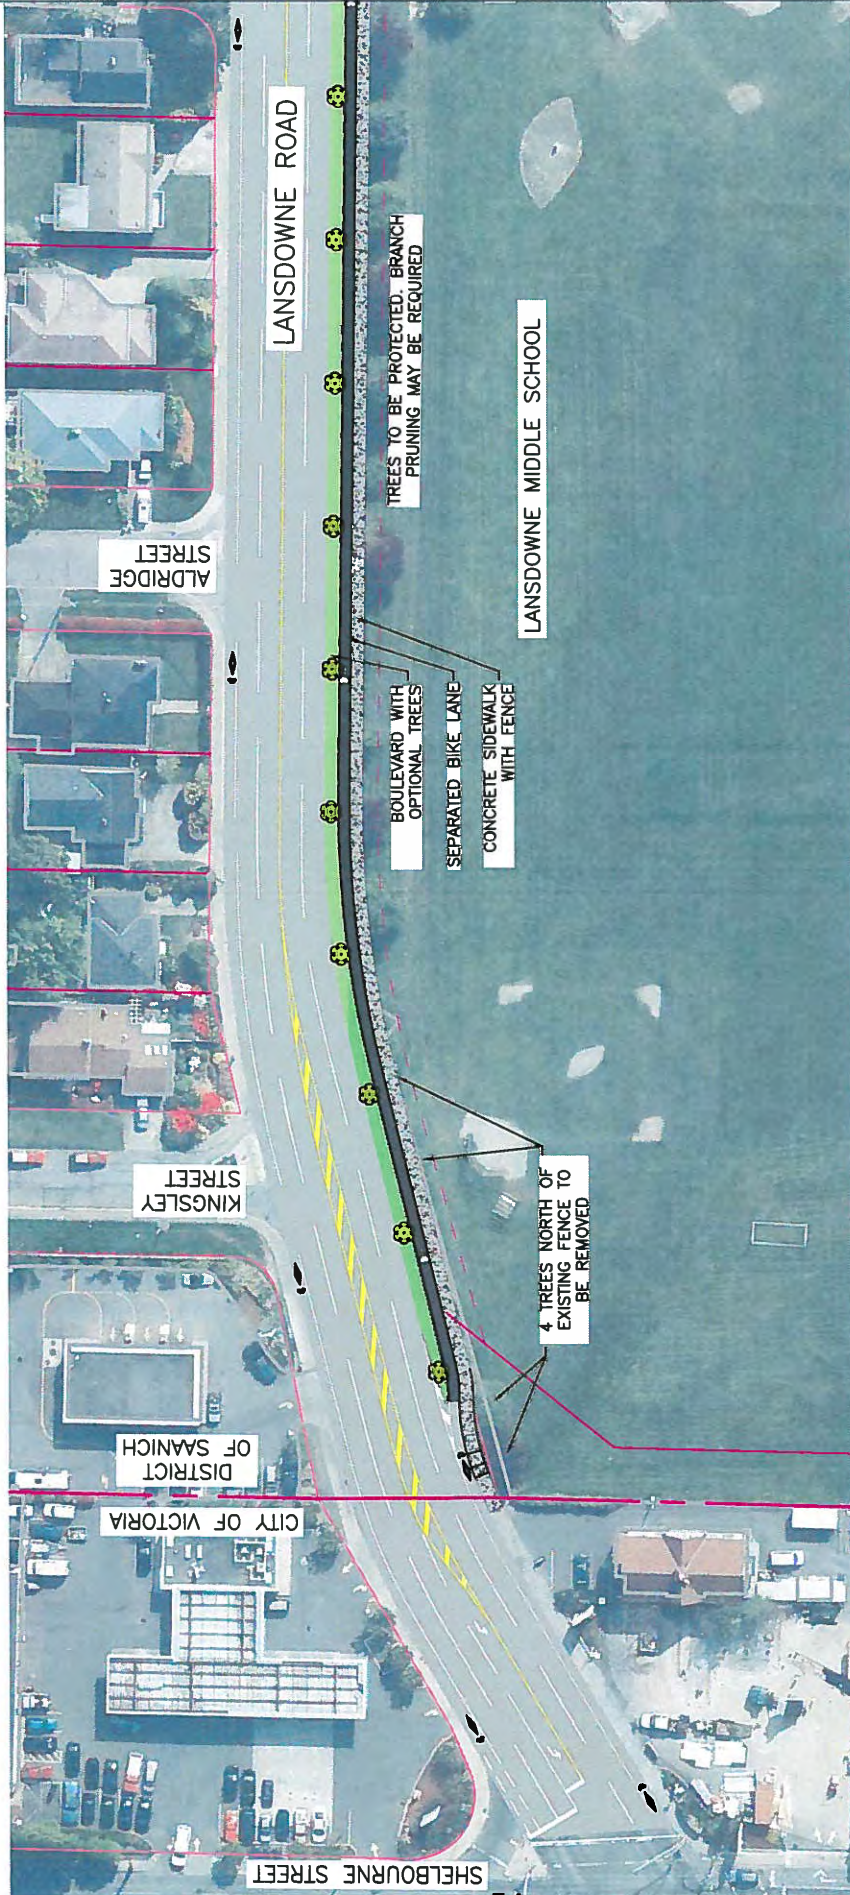 LANSDOWNE ROAD
TREES TO BE PROTECTED. BRANCH
PRUNING MAY BE REQUIRED
LANSDOWNE MIDDLE SCHOOL
ALDRIDGE
STREET
BOULEVARD WITH
OPTIONAL TREES
SEPARATED BIKE LANE
CONCRETE SIDEWALK
WITH FENCE
KINGSLEY
STREET
4 TREES NORTH OF
EXISTING FENCE TO
BE REMOVED
DISTRICT
OF SAANICH
CITY OF VICTORIA
SHELBOURNE STREET